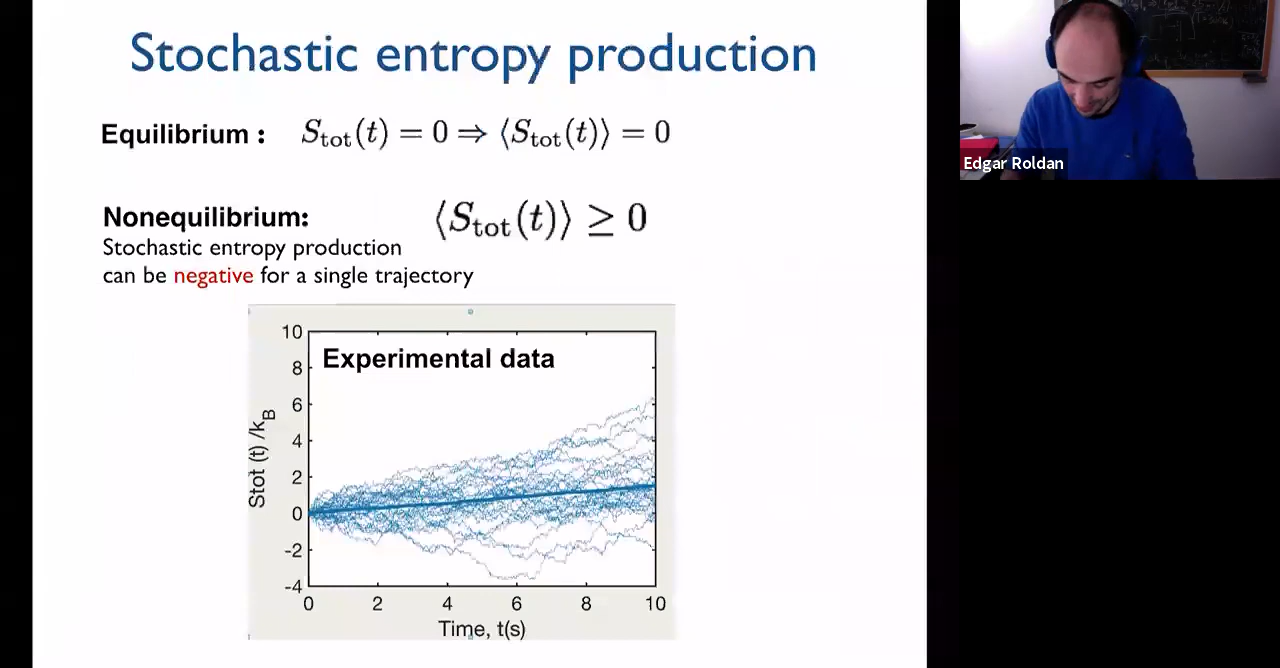 Stochastic entropy production
Equilibrium : S_tot(t) = 0 ⇒ ⟨S_tot(t)⟩ = 0
Nonequilibrium: ⟨S_tot(t)⟩ ≥ 0
Stochastic entropy production
can be negative for a single trajectory
Experimental data
10
8
6
4
2
0
-2
-4
Stot (t) /k_B
0 2 4 6 8 10
Time, t(s)
Edgar Roldan